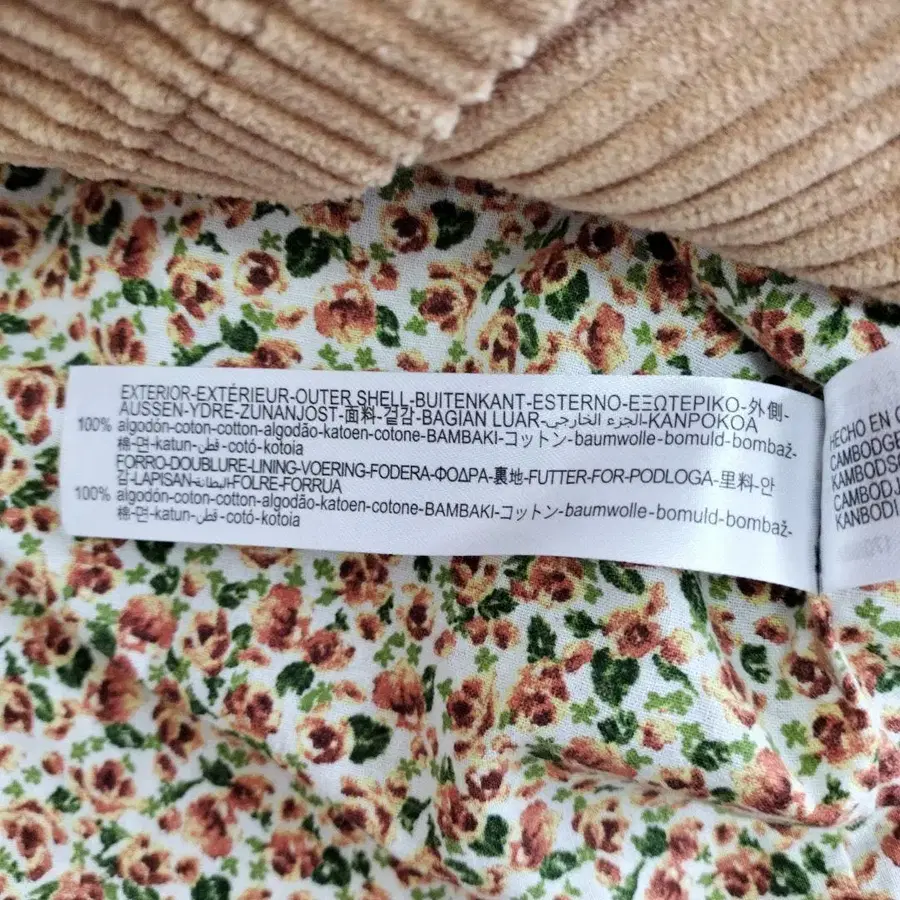 EXTERIOR-EXTÉRIEUR-OUTER SHELL-BUITENKANT-ESTERNO-ΕΞΩΤΕΡΙΚΟ-外側-
AUSSEN-YDRE-ZUNANJOST-面料-겉감-BAGIAN LUAR-الجزء الخارجي-KANPOKOA
100% algodón-coton-cotton-algodão-katoen-cotone-BAMBAKI-コットン-baumwolle-bomuld-bombaž-
棉-면-katun-قطن-cotó-kotoia
FORRO-DOUBLURE-LINING-VOERING-FODERA-ΦΟΔΡΑ-裏地-FUTTER-FOR-PODLOGA-里料-안
감-LAPISAN-البطانة-FOLRE-FORRUA
100% algodón-coton-cotton-algodão-katoen-cotone-BAMBAKI-コットン-baumwolle-bomuld-bombaž-
棉-면-katun-قطن-cotó-kotoia
HECHO EN
CAMBODGE
KAMBODS
CAMBODJ
KANBODI